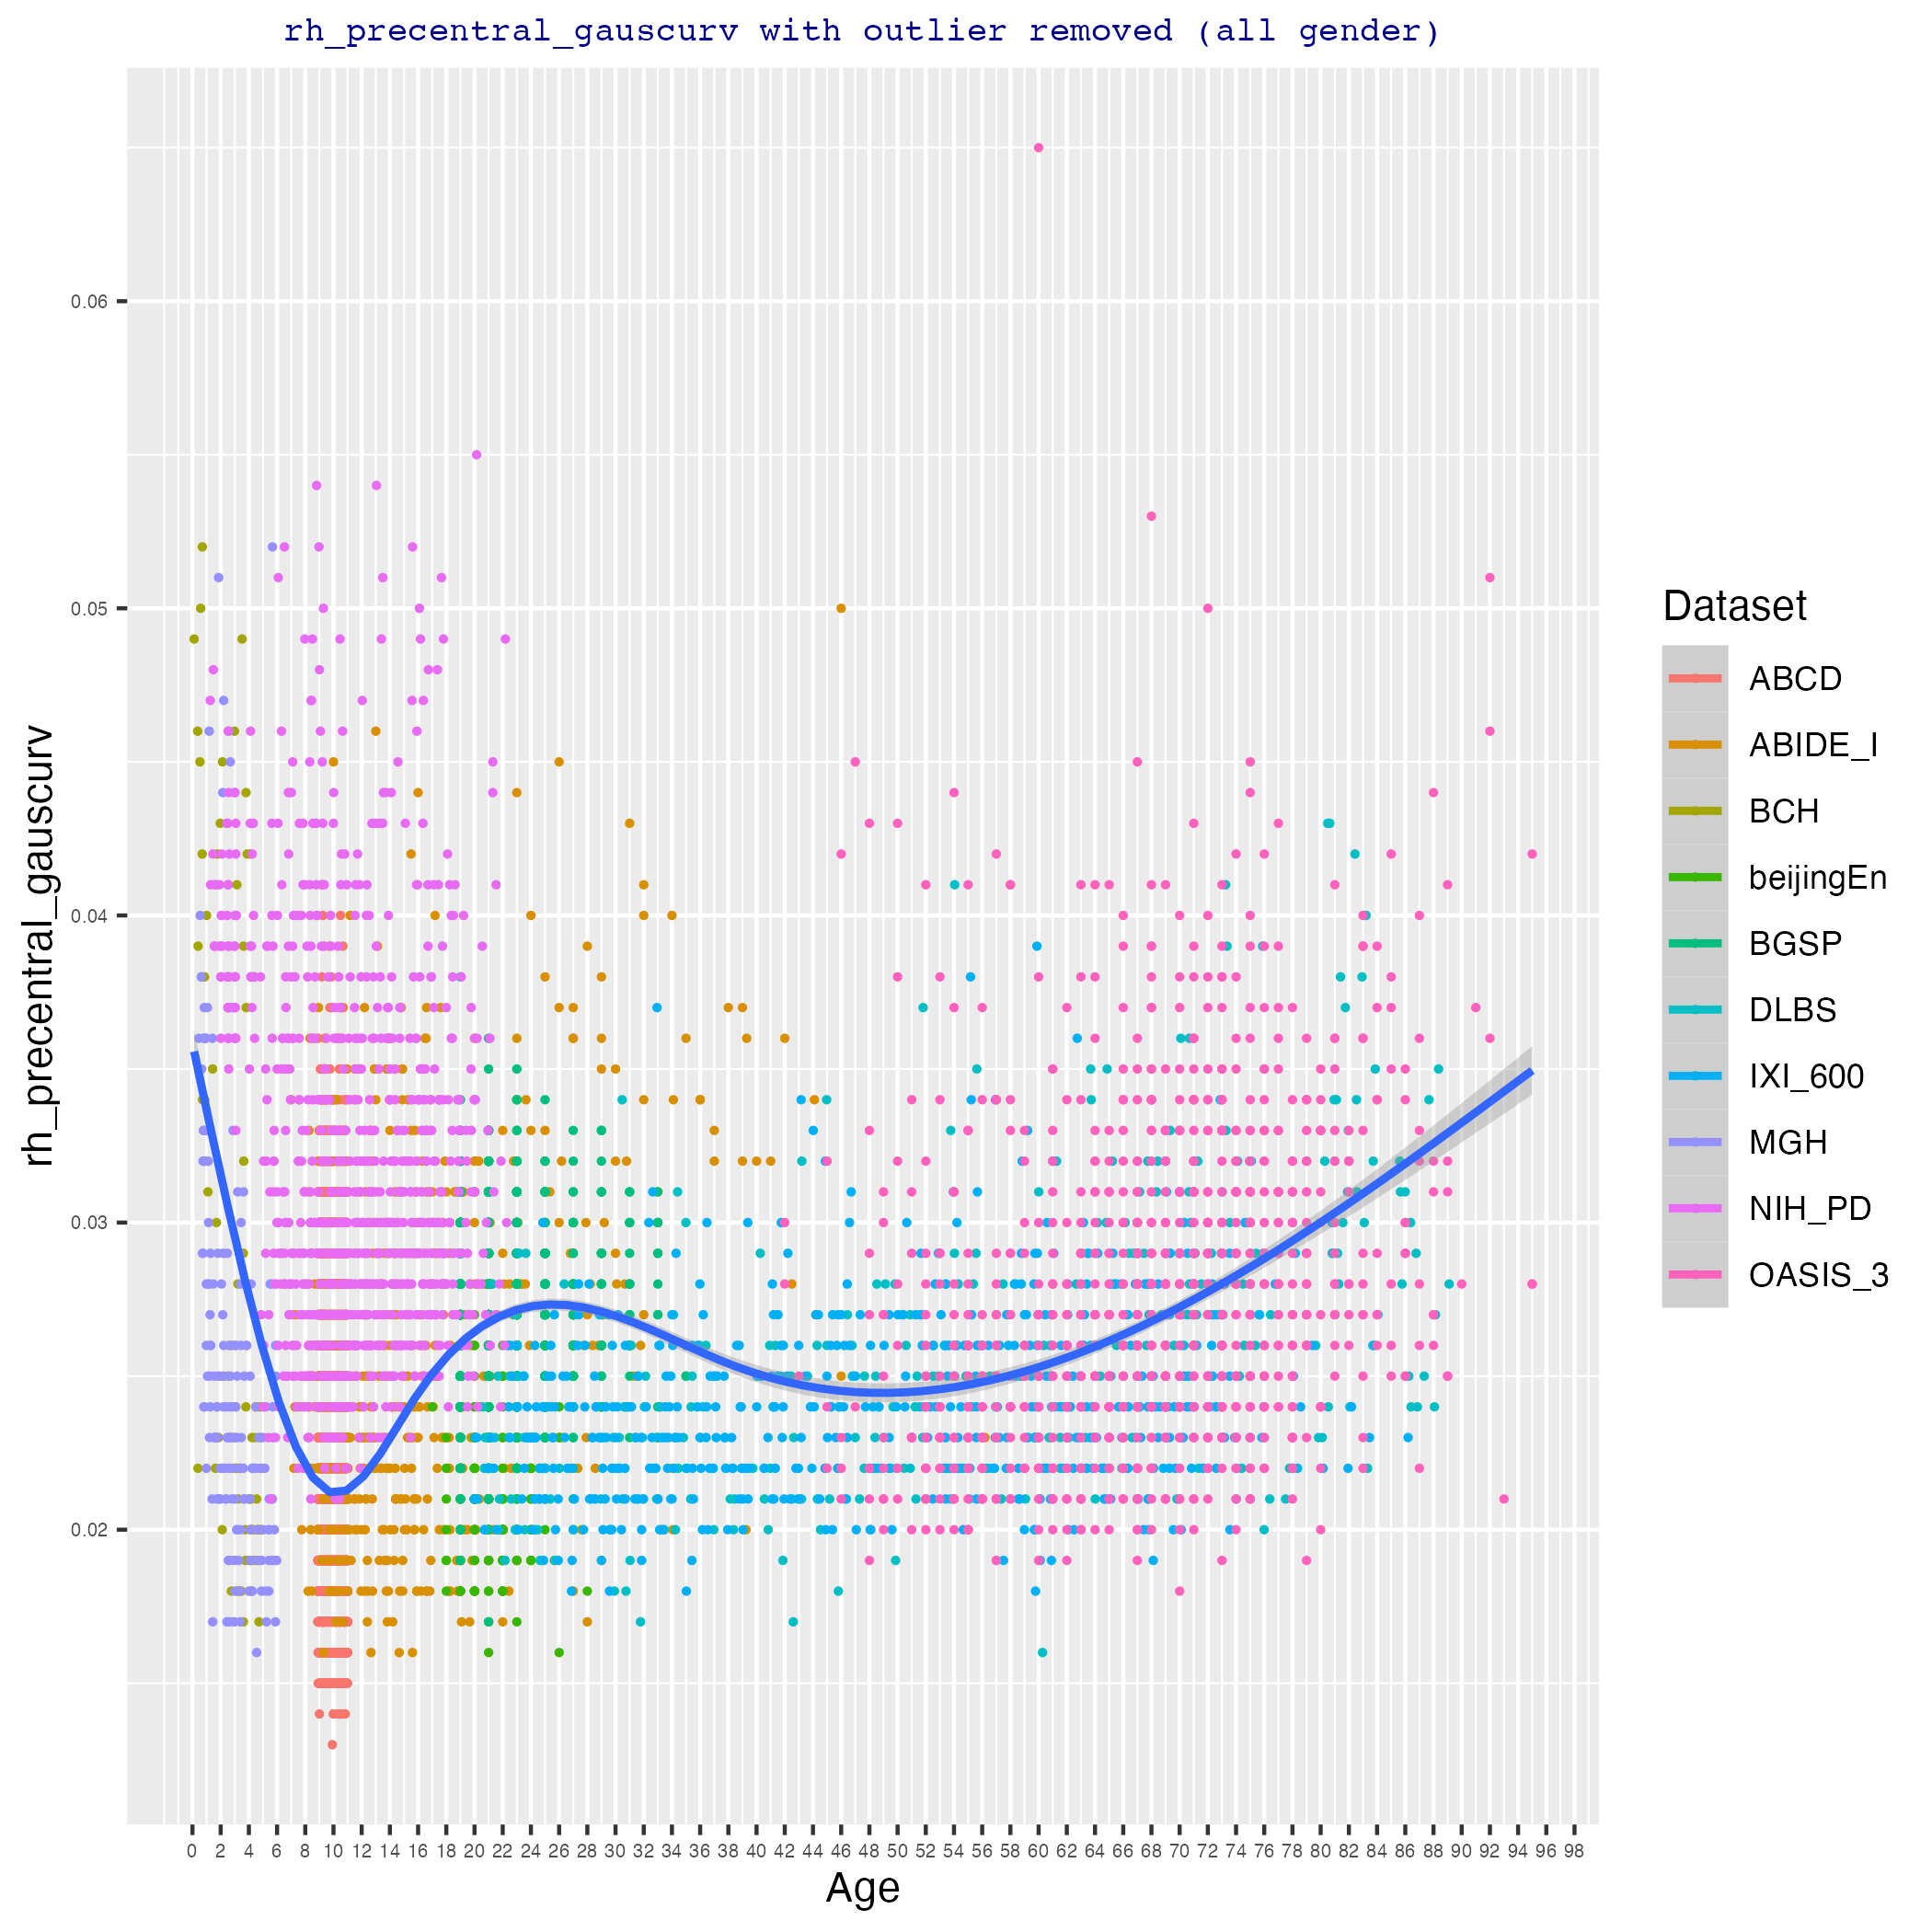 rh_precentral_gauscurv with outlier removed (all gender)
rh_precentral_gauscurv
0.06
0.05
0.04
0.03
0.02
0 2 4 6 8 10 12 14 16 18 20 22 24 26 28 30 32 34 36 38 40 42 44 46 48 50 52 54 56 58 60 62 64 66 68 70 72 74 76 78 80 82 84 86 88 90 92 94 96 98
Age
Dataset
ABCD
ABIDE_I
BCH
beijingEn
BGSP
DLBS
IXI_600
MGH
NIH_PD
OASIS_3